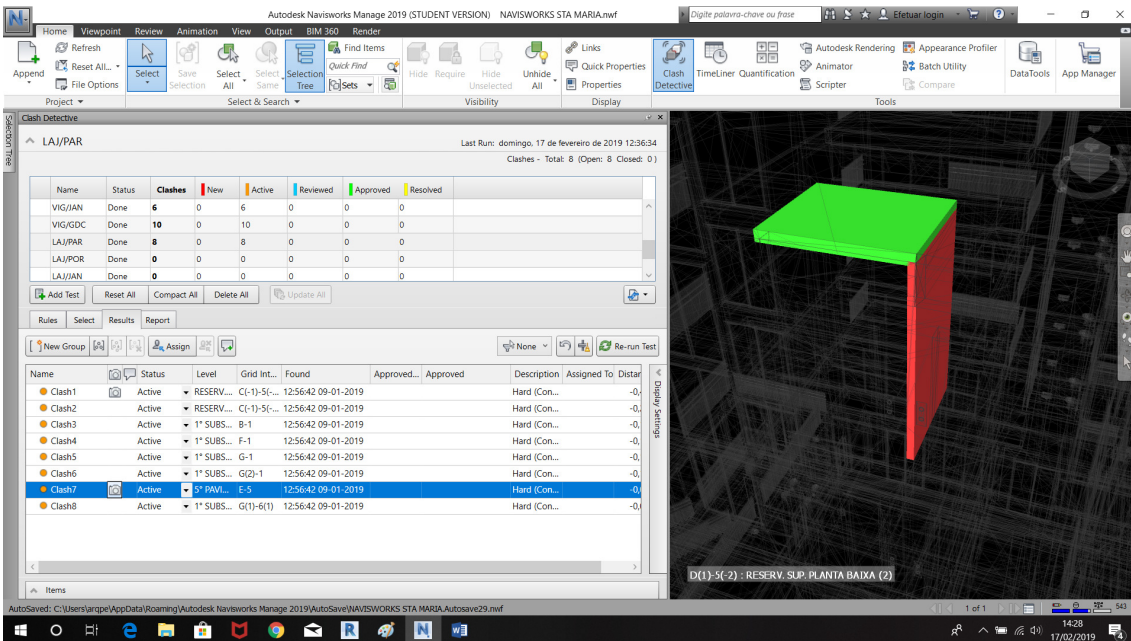 Autodesk Navisworks Manage 2019 (STUDENT VERSION) NAVISWORKS STA MARIA.nwf
Digite palavra-chave ou frase
Efetuar login
Home Viewpoint Review Animation View Output BIM 360 Render
Append
Refresh
Reset All...
File Options
Project
Select
Save Selection
Select All
Select Same
Selection Tree
Find Items
Quick Find
Sets
Select & Search
Hide
Require
Hide Unselected
Unhide All
Visibility
Links
Quick Properties
Properties
Display
Clash Detective
TimeLiner
Quantification
Autodesk Rendering
Animator
Scripter
Appearance Profiler
Batch Utility
Compare
DataTools
App Manager
Tools
Selection Tree
Clash Detective
LAJ/PAR
Last Run: domingo, 17 de fevereiro de 2019 12:36:34
Clashes - Total: 8 (Open: 8 Closed: 0)
Name Status Clashes New Active Reviewed Approved Resolved
VIG/JAN Done 6 0 6 0 0 0
VIG/GDC Done 10 0 10 0 0 0
LAJ/PAR Done 8 0 8 0 0 0
LAJ/POR Done 0 0 0 0 0 0
LAJ/JAN Done 0 0 0 0 0 0
Add Test Reset All Compact All Delete All Update All
Rules Select Results Report
New Group Assign None Re-run Test
Name Status Level Grid Int... Found Approved... Approved Description Assigned To Distar
Clash1 Active RESERV.... C(-1)-5(-... 12:56:42 09-01-2019 Hard (Con...
Clash2 Active RESERV.... C(-1)-5(-... 12:56:42 09-01-2019 Hard (Con...
Clash3 Active 1° SUBS... B-1 12:56:42 09-01-2019 Hard (Con...
Clash4 Active 1° SUBS... F-1 12:56:42 09-01-2019 Hard (Con...
Clash5 Active 1° SUBS... G-1 12:56:42 09-01-2019 Hard (Con...
Clash6 Active 1° SUBS... G(2)-1 12:56:42 09-01-2019 Hard (Con...
Clash7 Active 5° PAVI... E-5 12:56:42 09-01-2019 Hard (Con...
Clash8 Active 1° SUBS... G(1)-6(1) 12:56:42 09-01-2019 Hard (Con...
Display Settings
Items
D(1)-5(-2) : RESERV. SUP. PLANTA BAIXA (2)
AutoSaved: C:\Users\arqpe\AppData\Roaming\Autodesk Navisworks Manage 2019\AutoSave\NAVISWORKS STA MARIA.Autosave29.nwf
1 of 1
543
14:28
17/02/2019